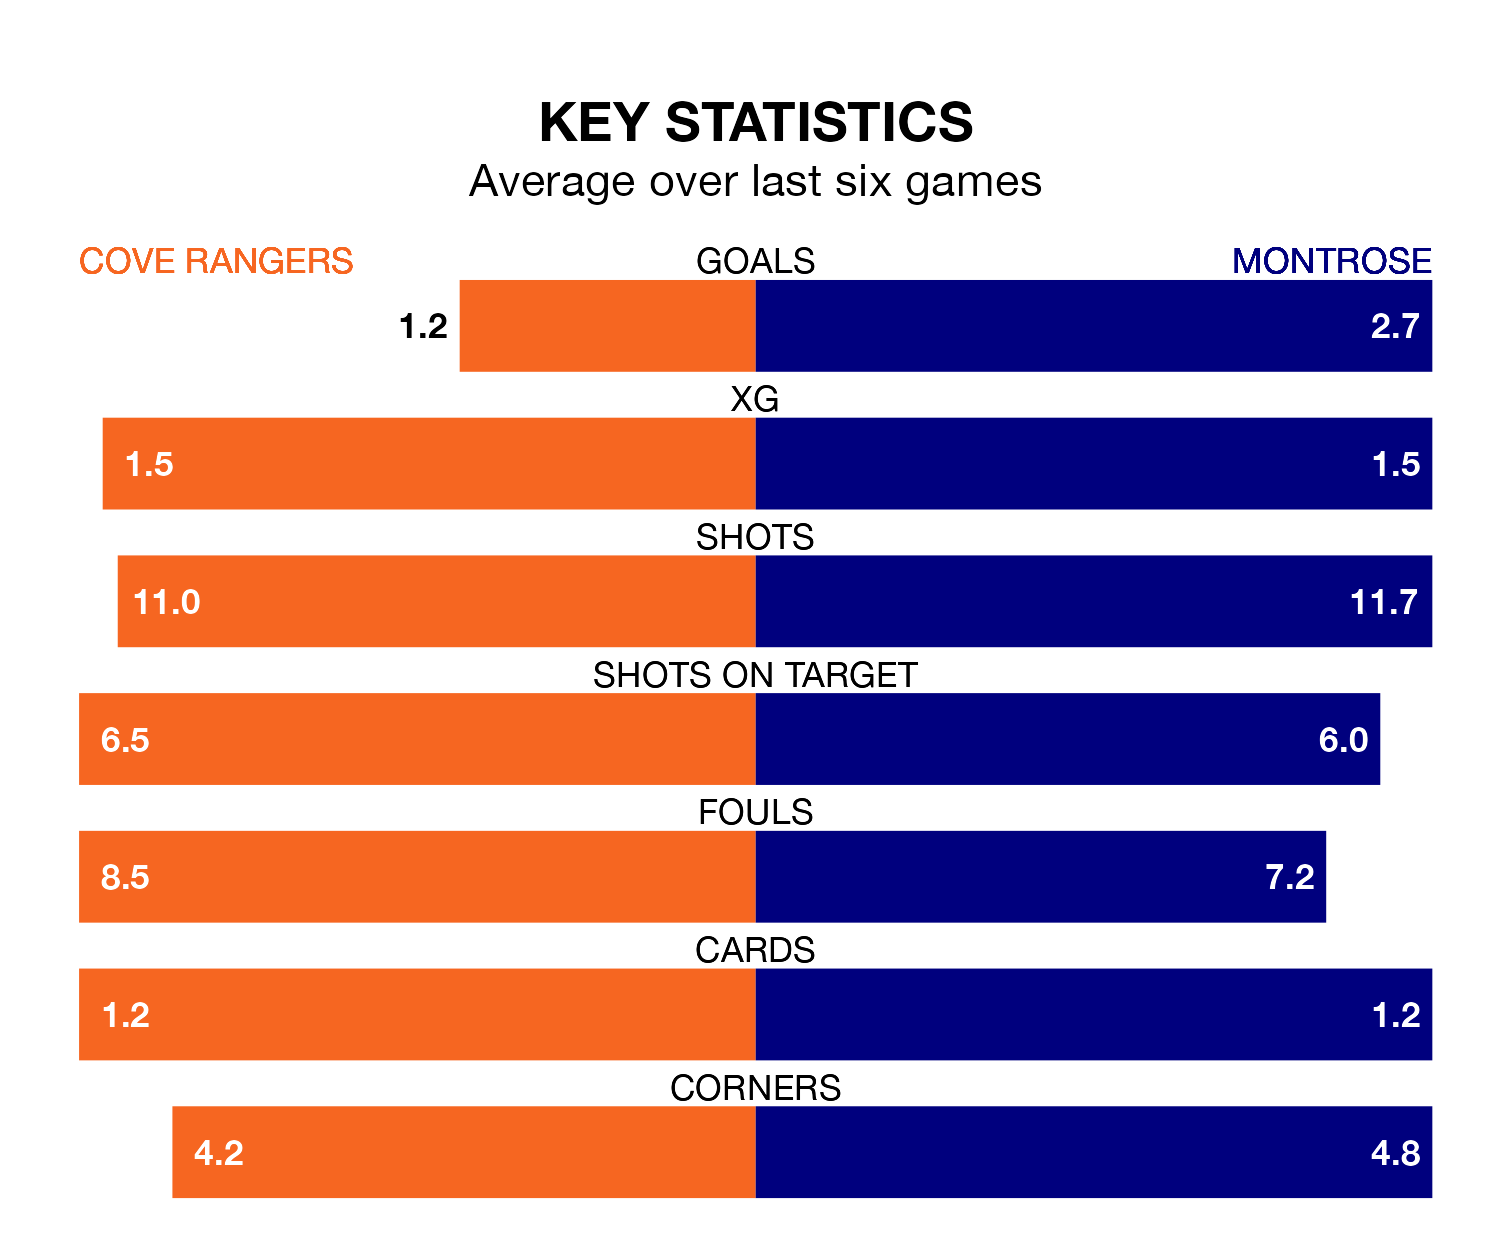 KEY STATISTICS
Average over last six games
COVE RANGERS GOALS MONTROSE
1.2 2.7
XG
1.5 1.5
SHOTS
11.0 11.7
SHOTS ON TARGET
6.5 6.0
FOULS
8.5 7.2
CARDS
1.2 1.2
CORNERS
4.2 4.8